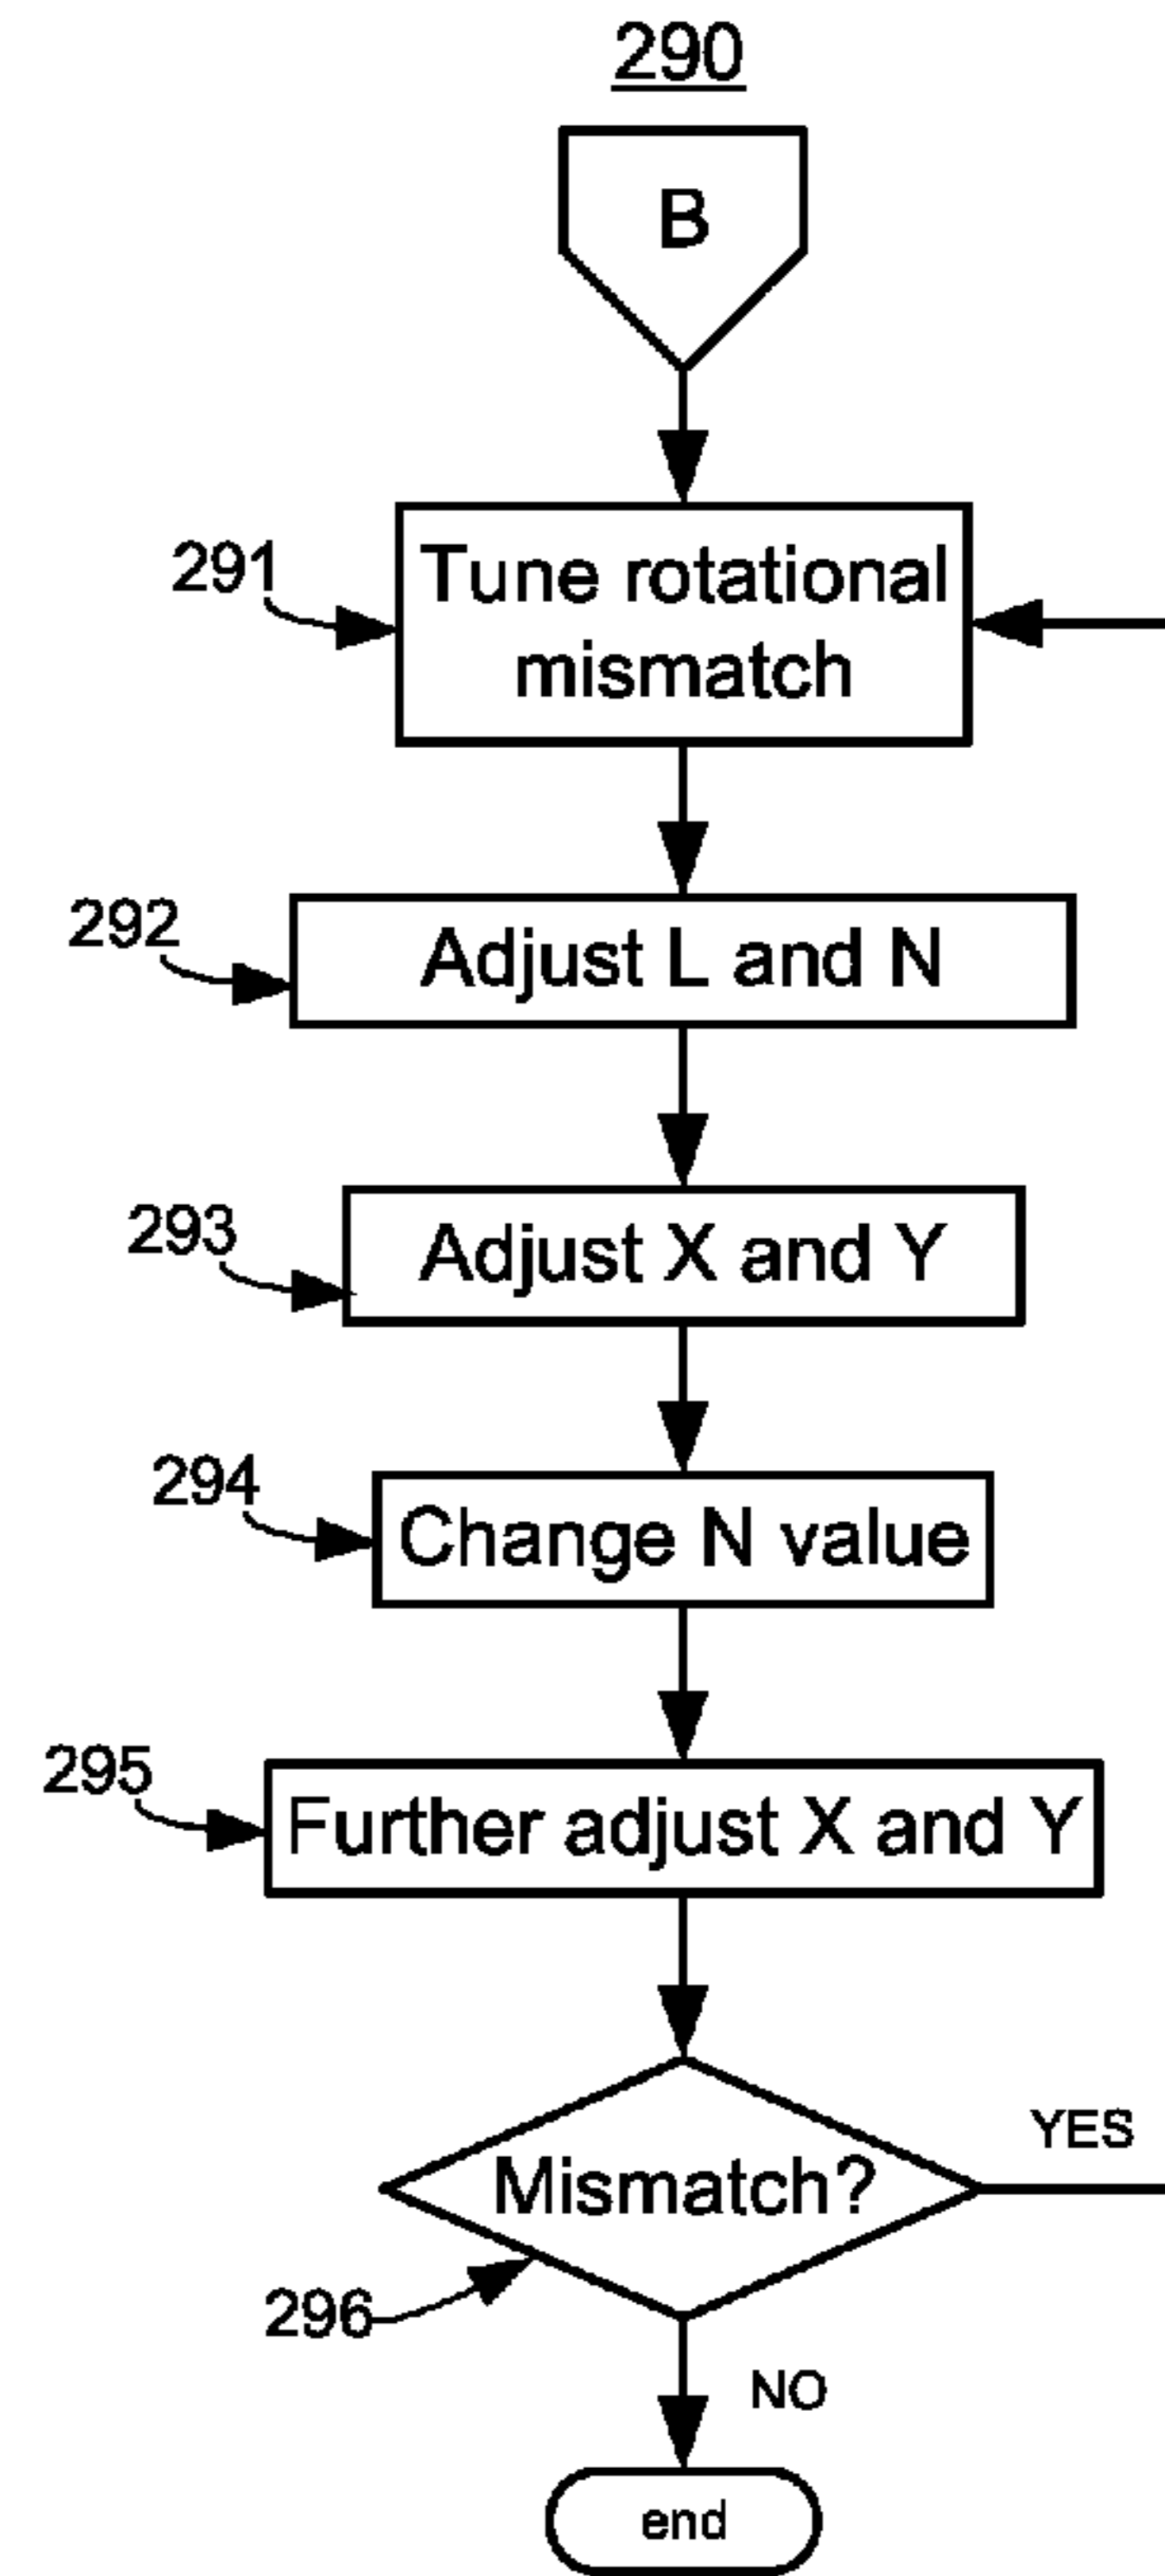 290
B
291
Tune rotational
mismatch
292
Adjust L and N
293
Adjust X and Y
294
Change N value
295
Further adjust X and Y
YES
Mismatch?
296
NO
end